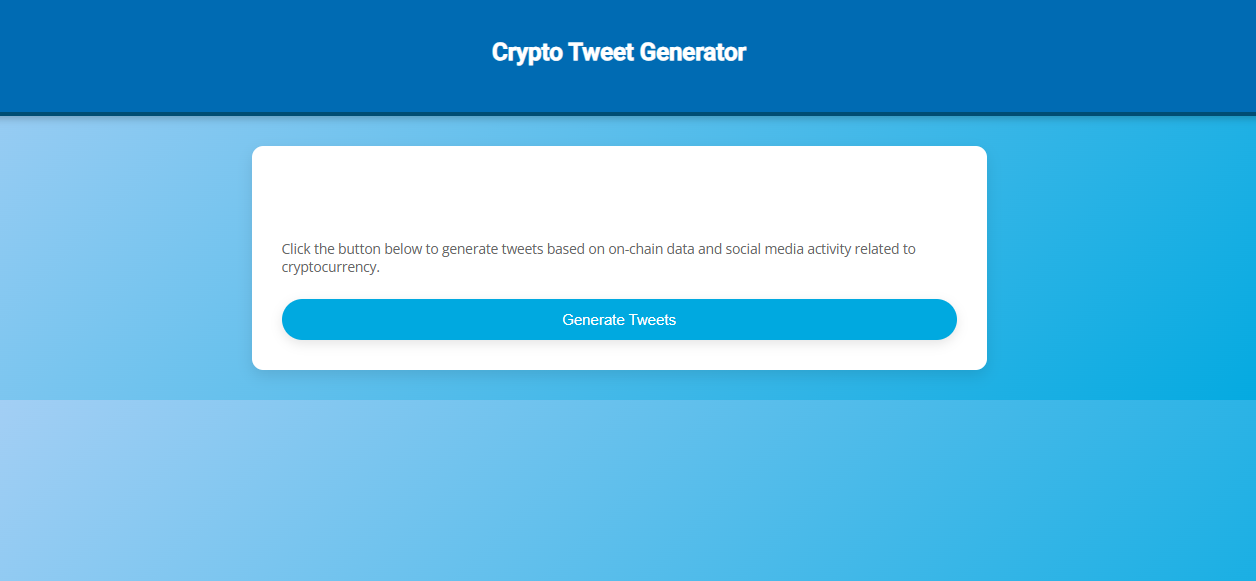 Crypto Tweet Generator
Click the button below to generate tweets based on on-chain data and social media activity related to
cryptocurrency.
Generate Tweets